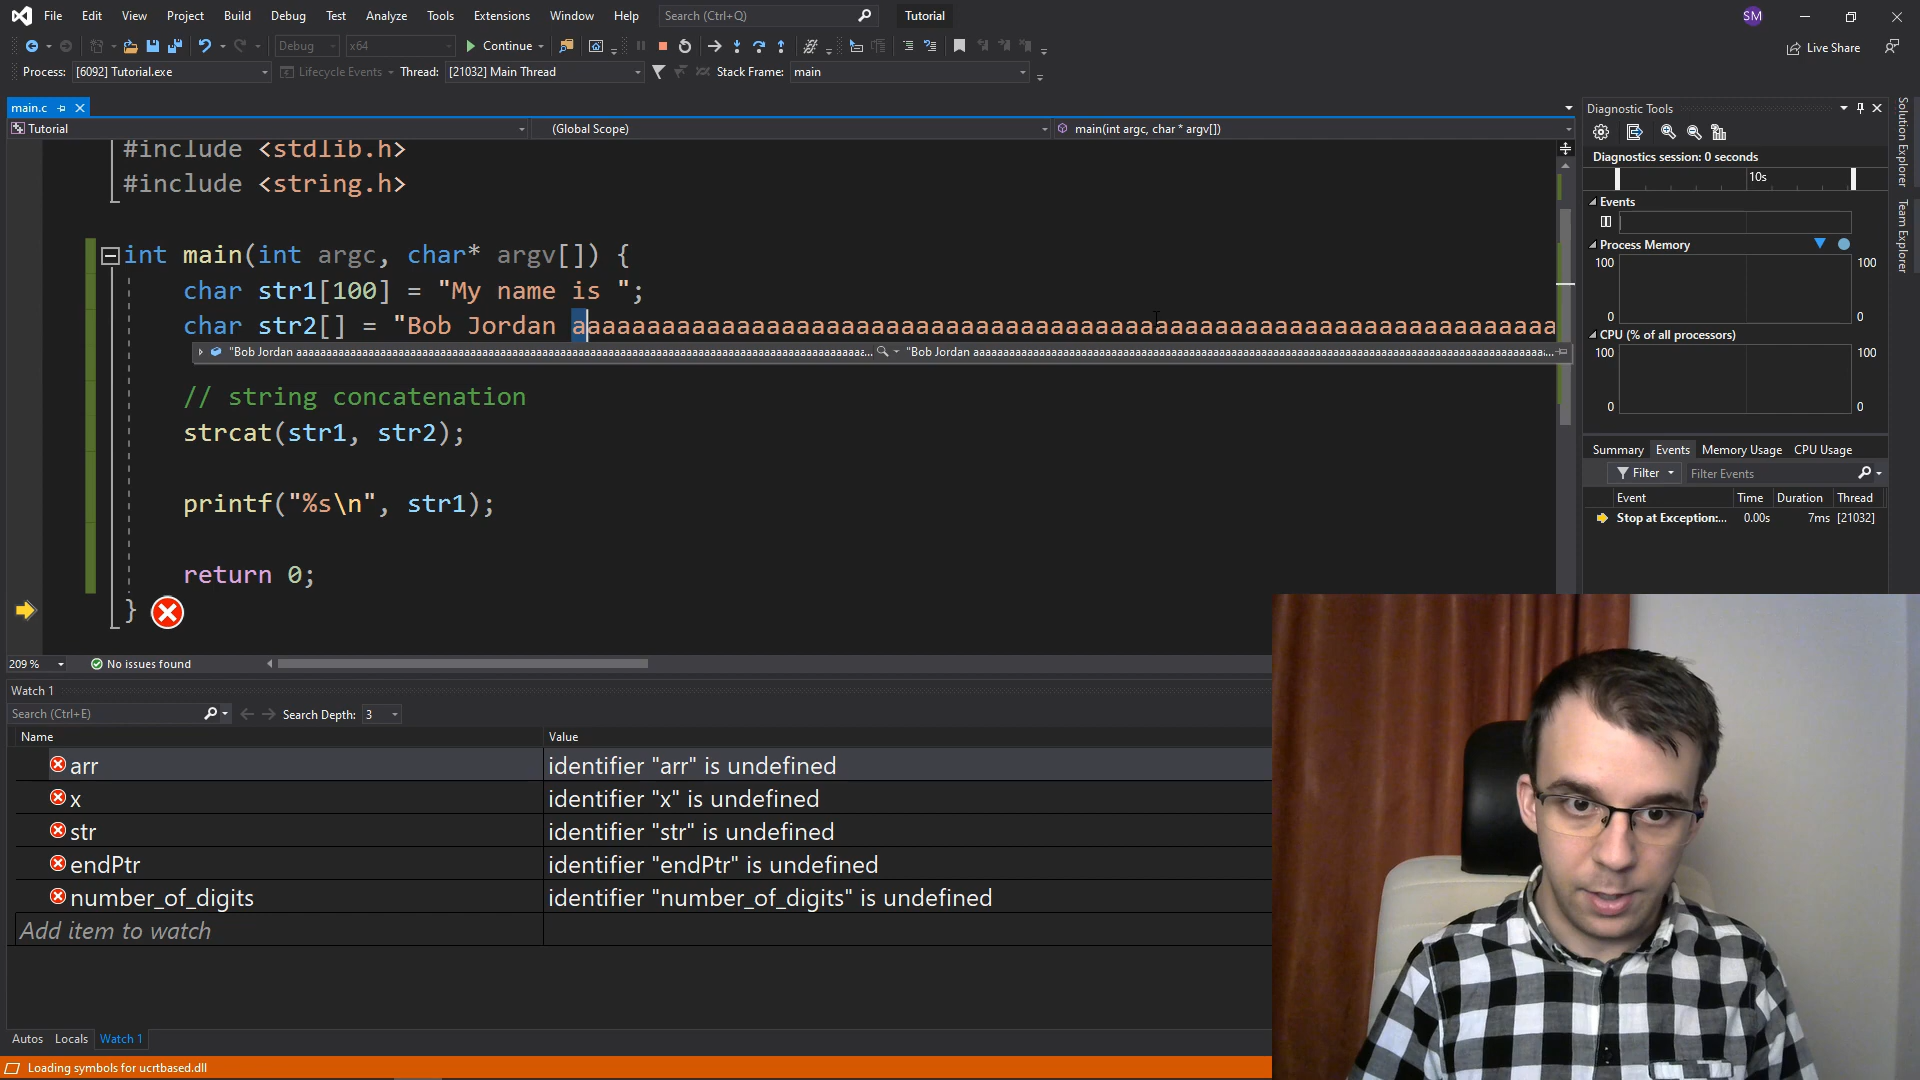 File Edit View Project Build Debug Test Analyze Tools Extensions Window Help Search (Ctrl+Q) Tutorial SM
Debug x64 Continue Live Share
Process: [6092] Tutorial.exe Lifecycle Events Thread: [21032] Main Thread Stack Frame: main
main.c
Tutorial (Global Scope) main(int argc, char * argv[])
#include <stdlib.h>
#include <string.h>
int main(int argc, char* argv[]) {
char str1[100] = "My name is ";
char str2[] = "Bob Jordan
"Bob Jordan "Bob Jordan
// string concatenation
strcat(str1, str2);
printf("%s\n", str1);
return 0;
}
209 % No issues found
Watch 1
Search (Ctrl+E) Search Depth: 3
Name Value
arr identifier "arr" is undefined
x identifier "x" is undefined
str identifier "str" is undefined
endPtr identifier "endPtr" is undefined
number_of_digits identifier "number_of_digits" is undefined
Add item to watch
Autos Locals Watch 1
Loading symbols for ucrtbased.dll
Diagnostic Tools
Diagnostics session: 0 seconds
10s
Events
Process Memory
100 100
0 0
CPU (% of all processors)
100 100
0 0
Summary Events Memory Usage CPU Usage
Filter Filter Events
Event Time Duration Thread
Stop at Exception:... 0.00s 7ms [21032]
Solution Explorer
Team Explorer